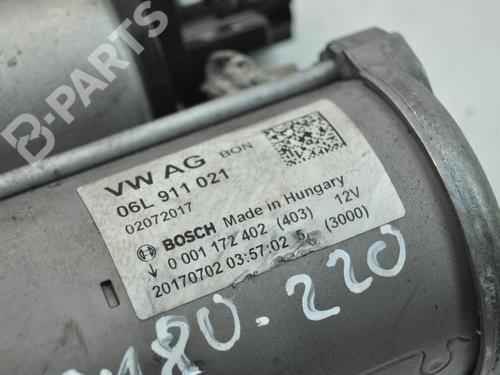 B-PARTS
VW AG BON
06L 911 021
02072017
BOSCH Made in Hungary
0 001 172 402 (403) 12V
20170702 03:57:02 (3000)
180.220